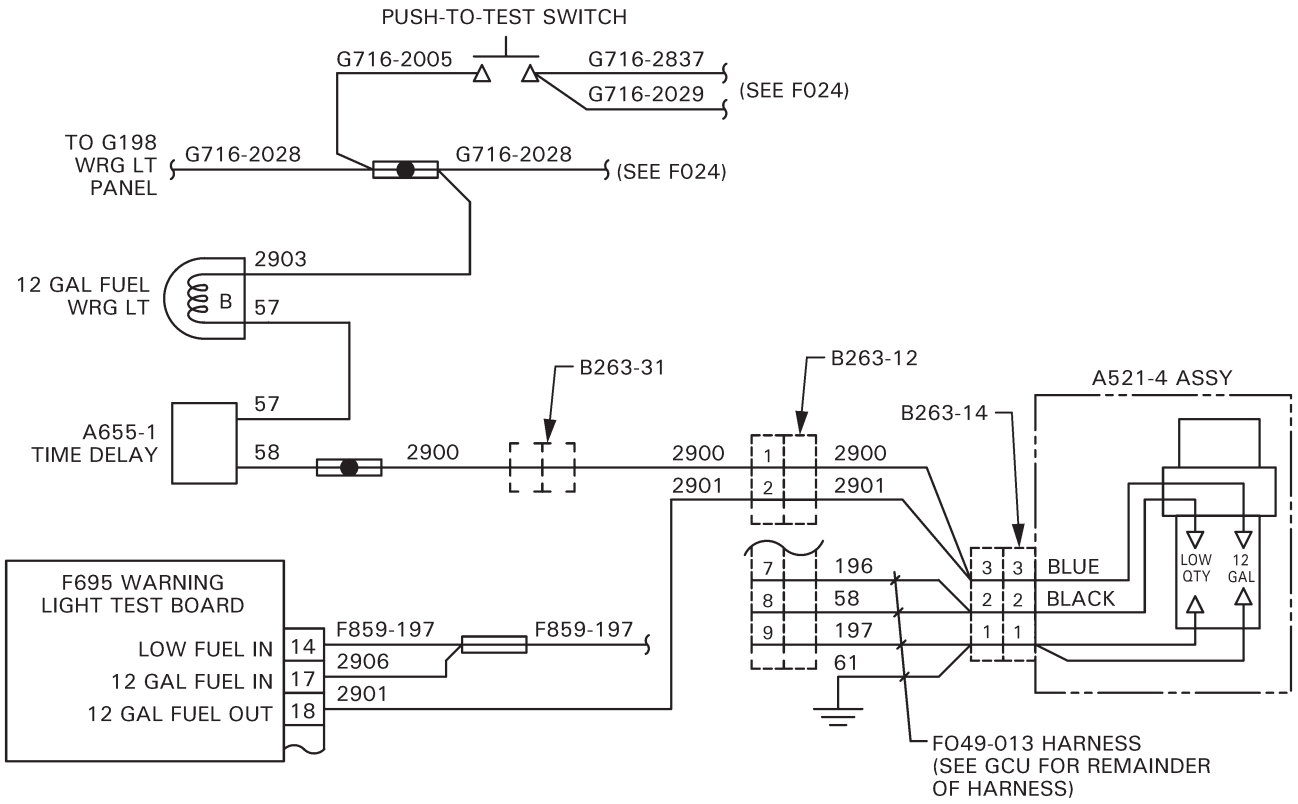 PUSH-TO-TEST SWITCH
G716-2005
G716-2837
G716-2029
(SEE F024)
TO G198
WRG LT
PANEL
G716-2028
G716-2028
(SEE F024)
12 GAL FUEL
WRG LT
B
2903
57
A655-1
TIME DELAY
57
58
2900
B263-31
2900
2901
B263-12
1
2
2900
2901
B263-14
A521-4 ASSY
7
8
9
196
58
197
61
3
3
2
2
1
1
BLUE
BLACK
LOW
QTY
12
GAL
F695 WARNING
LIGHT TEST BOARD
LOW FUEL IN
14
12 GAL FUEL IN
17
12 GAL FUEL OUT
18
F859-197
F859-197
2906
2901
FO49-013 HARNESS
(SEE GCU FOR REMAINDER
OF HARNESS)